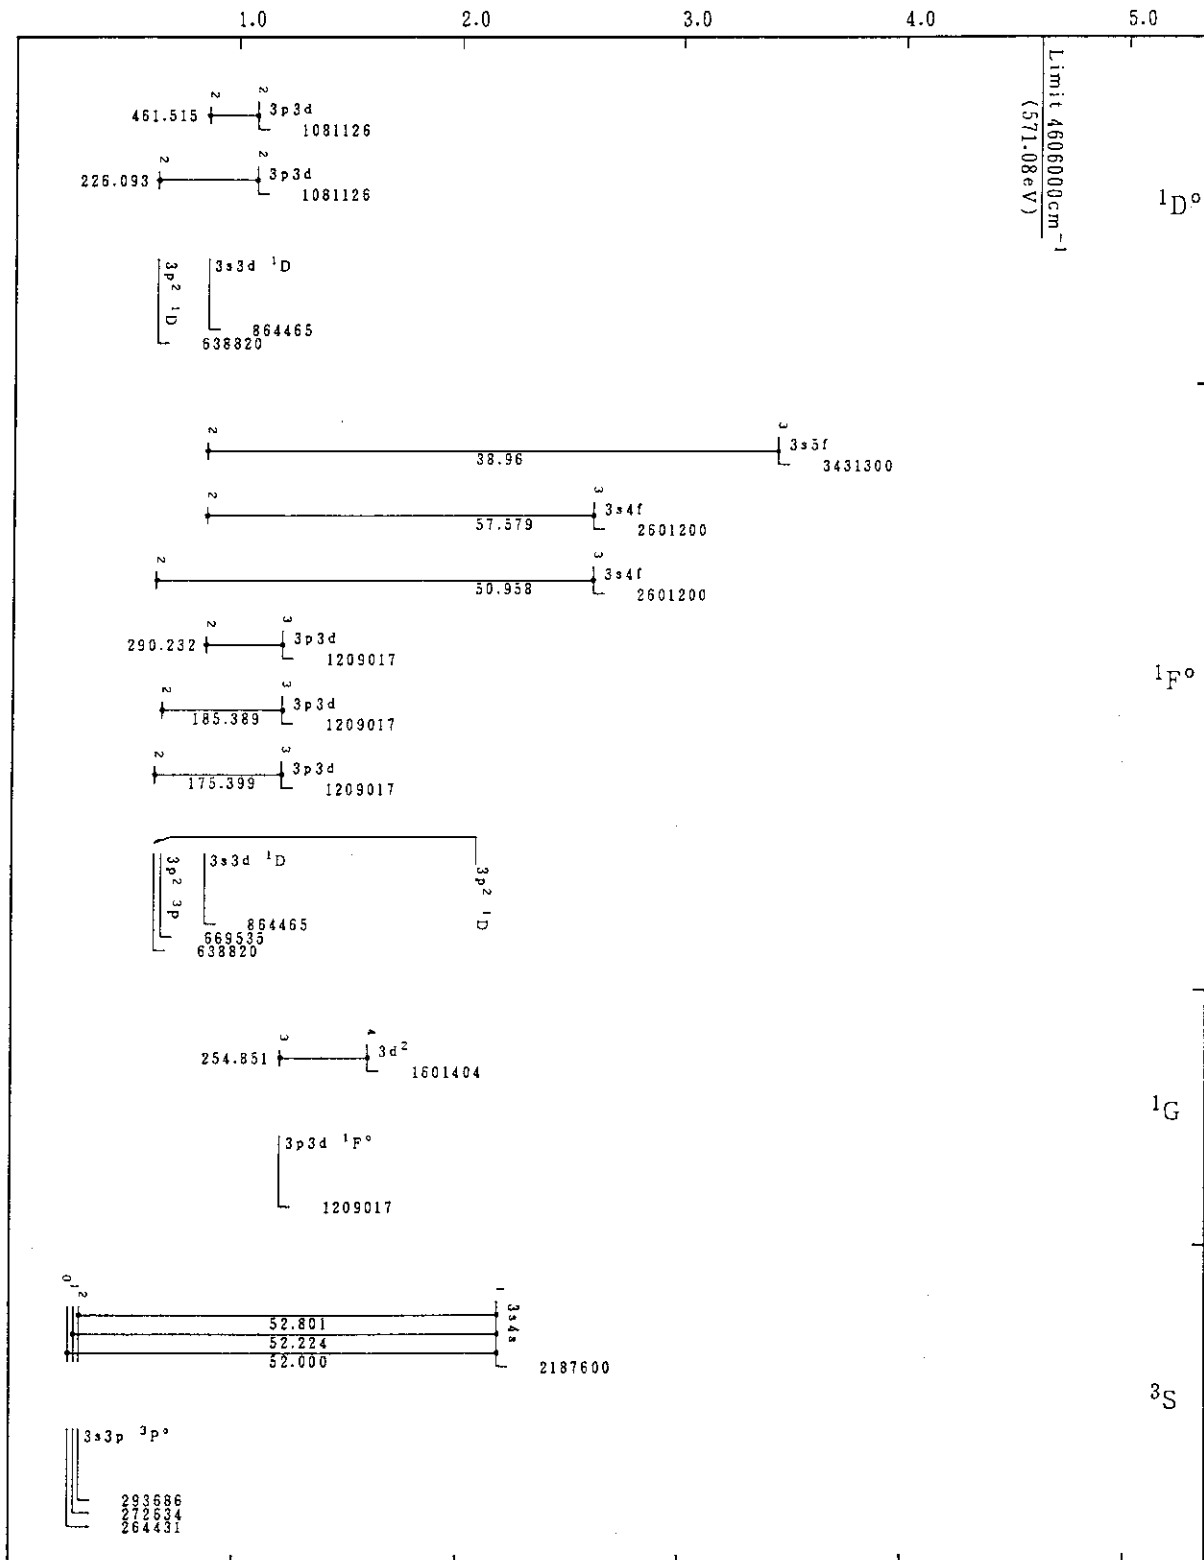 1.0 2.0 3.0 4.0 5.0
Limit 4606000cm⁻¹
(571.08eV)
¹D°
2 2
461.515 3p3d
1081126
2 2
226.093 3p3d
1081126
3p² ¹D
3s3d ¹D
864465
638820
¹F°
2 3
38.96 3s5f
3431300
2 3
57.579 3s4f
2601200
2 3
50.958 3s4f
2601200
2 3
290.232 3p3d
1209017
2 3
185.389 3p3d
1209017
2 3
175.399 3p3d
1209017
3p² ³P
3s3d ¹D
3p² ¹D
864465
669535
638820
¹G
3 4
254.851 3d²
1601404
3p3d ¹F°
1209017
³S
0 1 2 1
3s4s
52.801
52.224
52.000
2187600
3s3p ³P°
293686
272634
264431